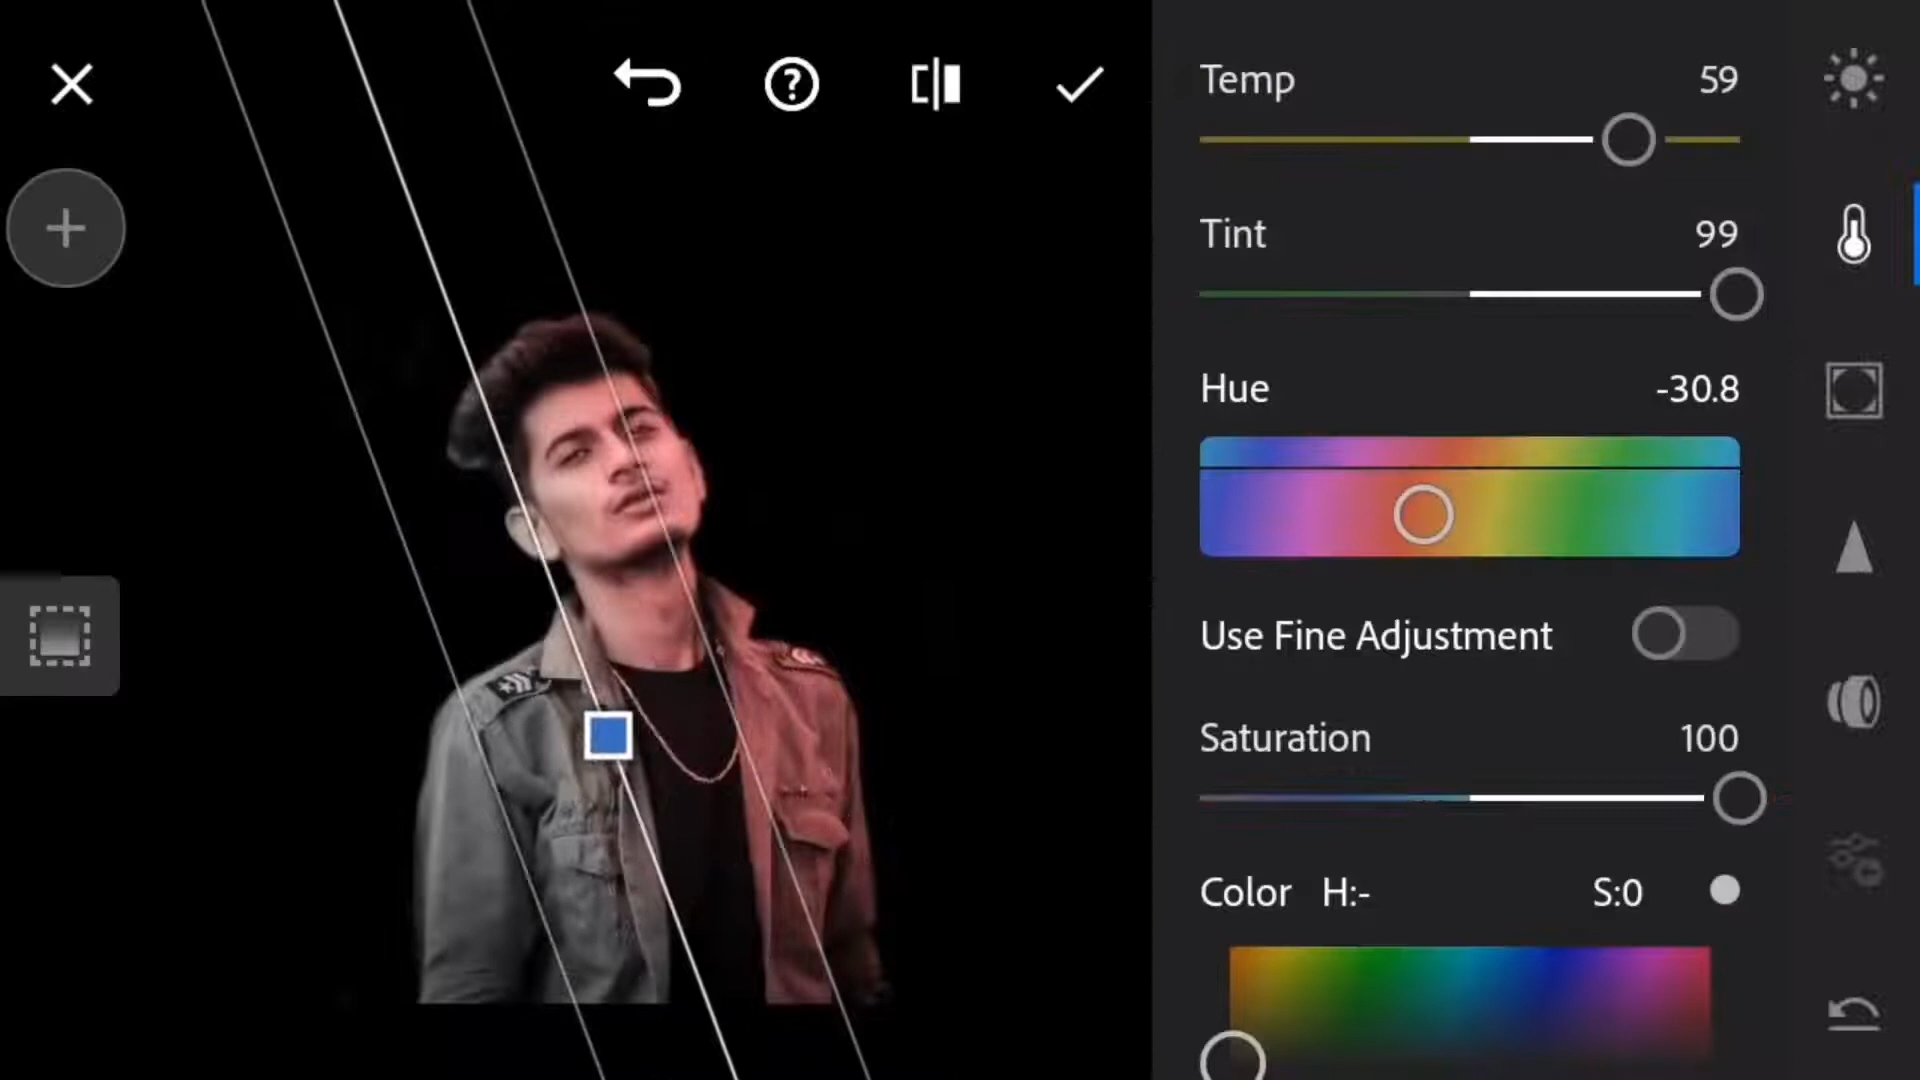 Temp 59
Tint 99
Hue -30.8
Use Fine Adjustment
Saturation 100
Color H:- S:0